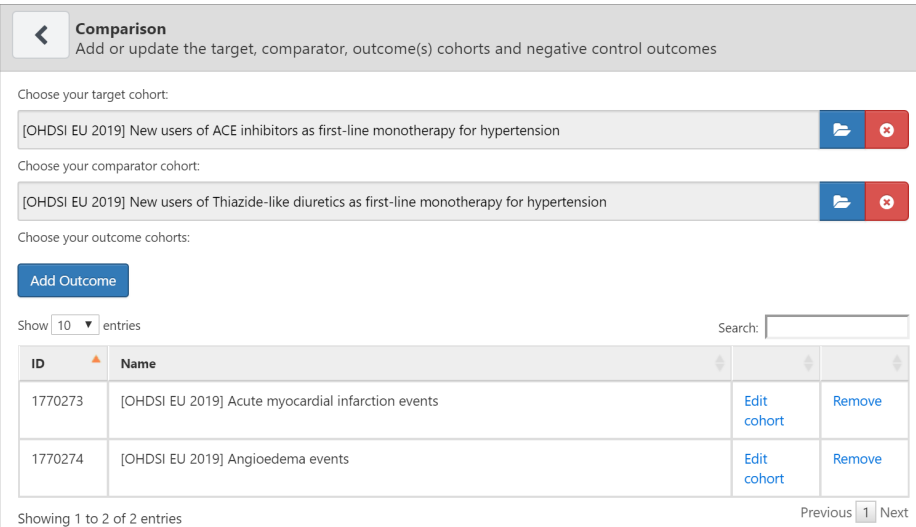 Comparison
Add or update the target, comparator, outcome(s) cohorts and negative control outcomes
Choose your target cohort:
[OHDSI EU 2019] New users of ACE inhibitors as first-line monotherapy for hypertension
Choose your comparator cohort:
[OHDSI EU 2019] New users of Thiazide-like diuretics as first-line monotherapy for hypertension
Choose your outcome cohorts:
Add Outcome
Show 10 entries
Search:
ID Name
1770273 [OHDSI EU 2019] Acute myocardial infarction events Edit Remove
cohort
1770274 [OHDSI EU 2019] Angioedema events Edit Remove
cohort
Showing 1 to 2 of 2 entries
Previous 1 Next